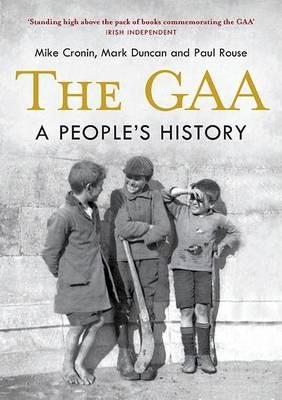 ‘Standing high above the pack of books commemorating the GAA’
IRISH INDEPENDENT
Mike Cronin, Mark Duncan and Paul Rouse
THE GAA
A PEOPLE’S HISTORY